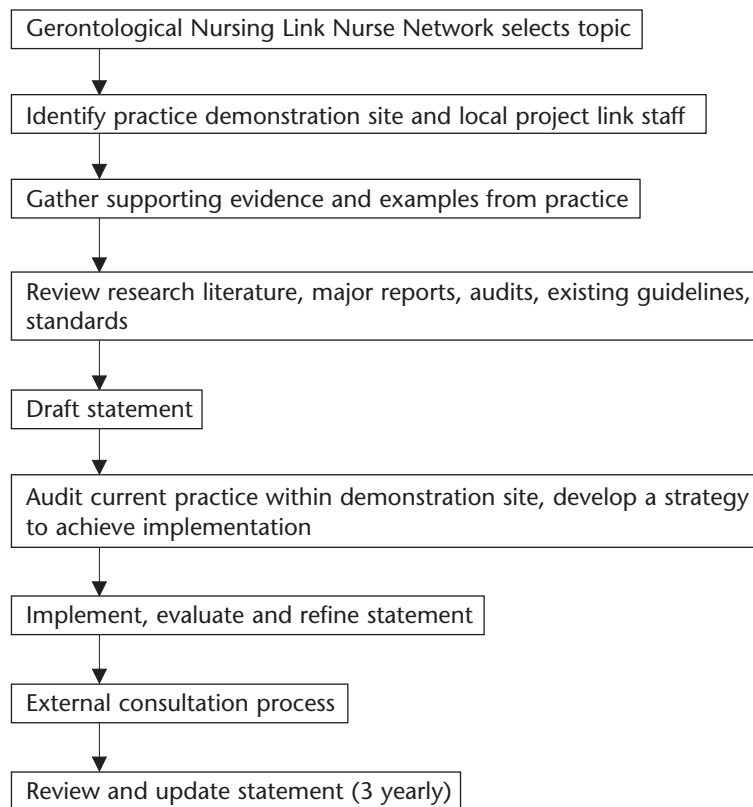 Gerontological Nursing Link Nurse Network selects topic
Identify practice demonstration site and local project link staff
Gather supporting evidence and examples from practice
Review research literature, major reports, audits, existing guidelines,
standards
Draft statement
Audit current practice within demonstration site, develop a strategy
to achieve implementation
Implement, evaluate and refine statement
External consultation process
Review and update statement (3 yearly)